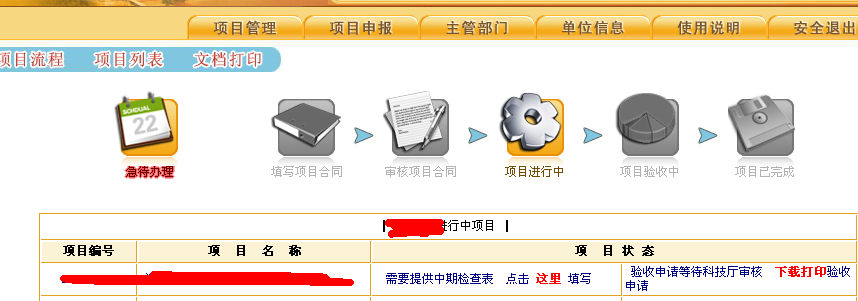 项目管理 项目申报 主管部门 单位信息 使用说明 安全退出
项目流程 项目列表 文档打印
SCHDUAL
22
急待办理 填写项目合同 审核项目合同 项目进行中 项目验收中 项目已完成
进行中项目
项目编号 项 目 名 称 项 目 状 态
需要提供中期检查表 点击 这里 填写 验收申请等待科技厅审核 下载打印验收
申请